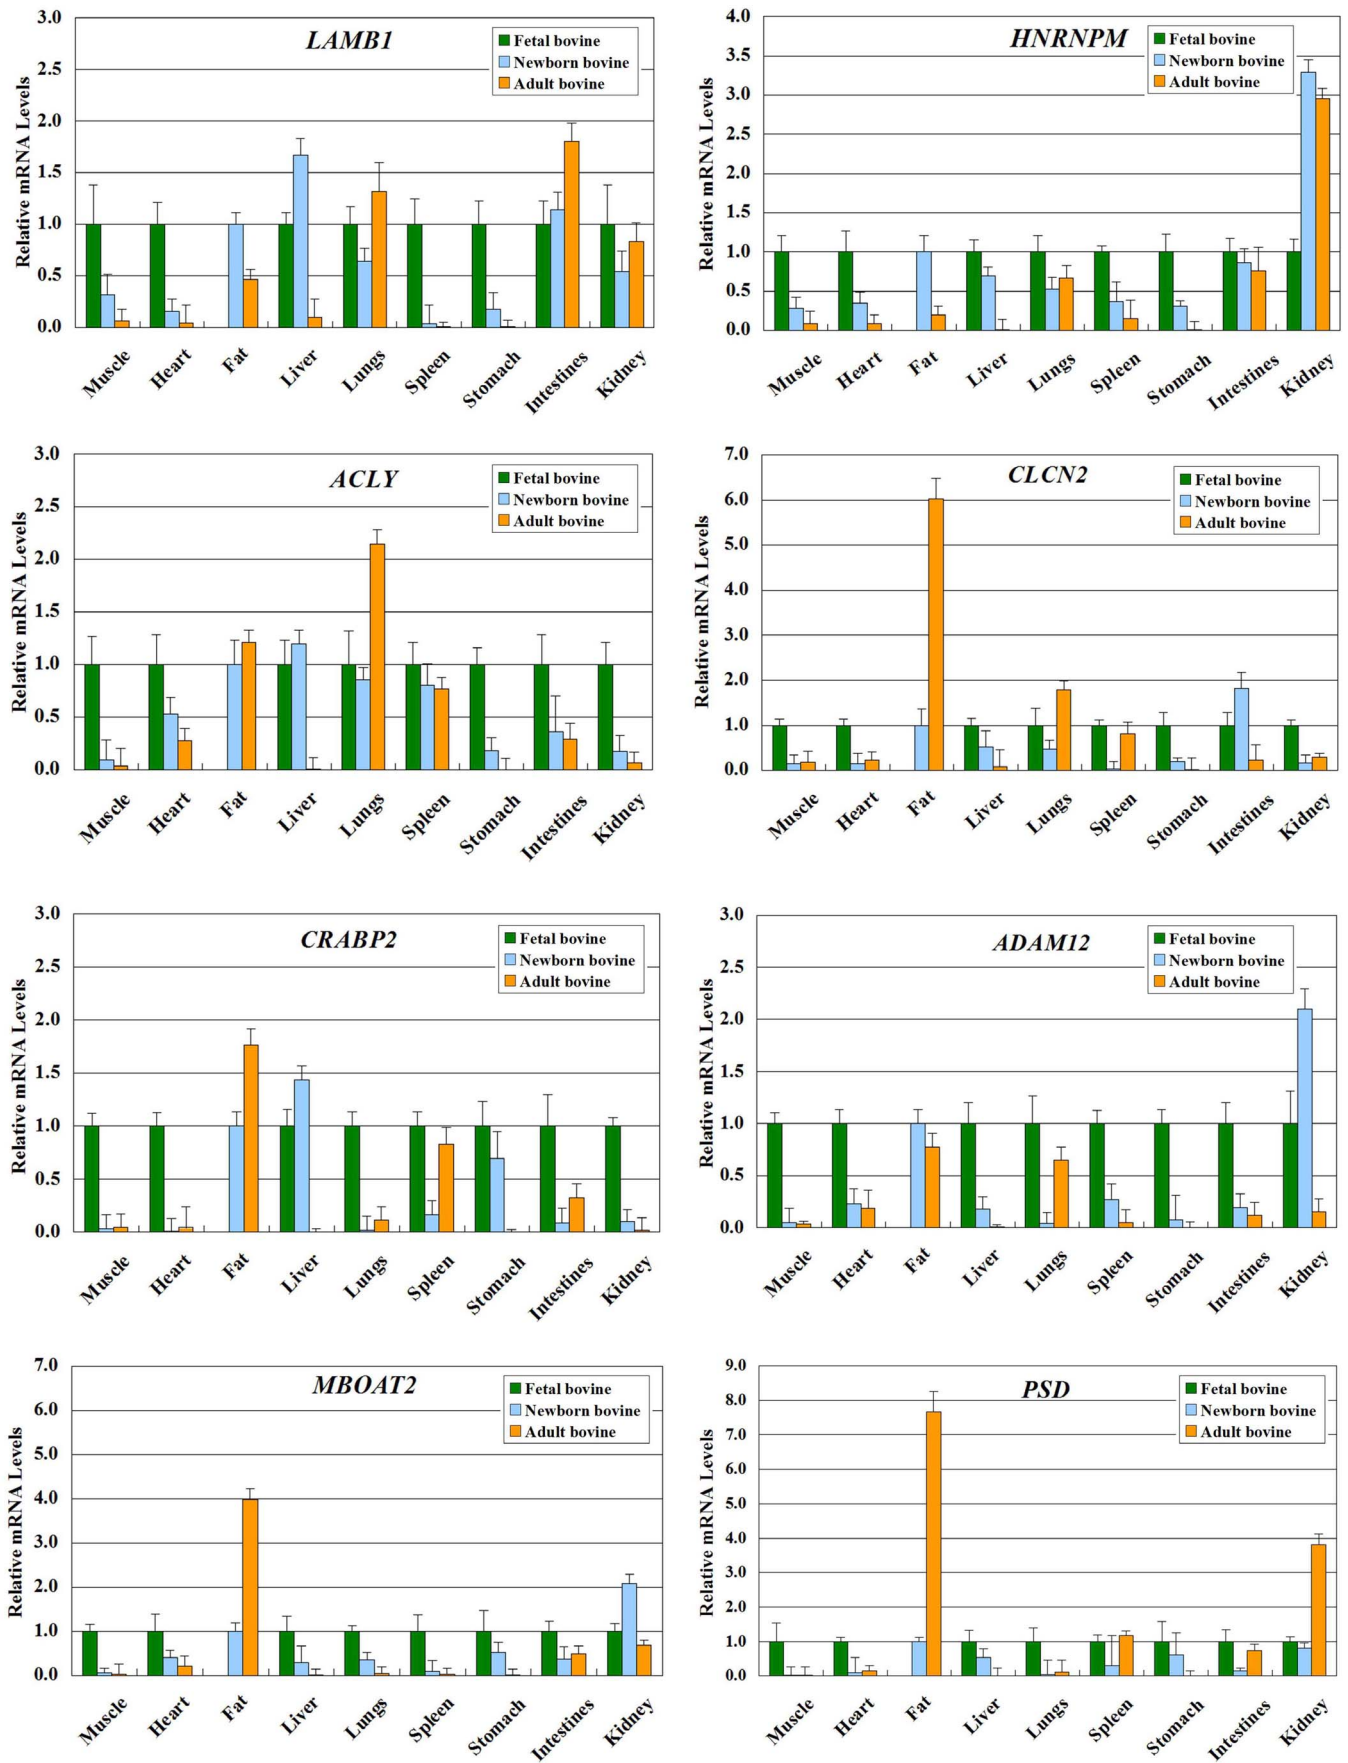 LAMB1
Fetal bovine
Newborn bovine
Adult bovine
Relative mRNA Levels
3.0
2.5
2.0
1.5
1.0
0.5
0.0
Muscle
Heart
Fat
Liver
Lungs
Spleen
Stomach
Intestines
Kidney
HNRNPM
Fetal bovine
Newborn bovine
Adult bovine
Relative mRNA Levels
4.0
3.5
3.0
2.5
2.0
1.5
1.0
0.5
0.0
Muscle
Heart
Fat
Liver
Lungs
Spleen
Stomach
Intestines
Kidney
ACLY
Fetal bovine
Newborn bovine
Adult bovine
Relative mRNA Levels
3.0
2.5
2.0
1.5
1.0
0.5
0.0
Muscle
Heart
Fat
Liver
Lungs
Spleen
Stomach
Intestines
Kidney
CLCN2
Fetal bovine
Newborn bovine
Adult bovine
Relative mRNA Levels
7.0
6.0
5.0
4.0
3.0
2.0
1.0
0.0
Muscle
Heart
Fat
Liver
Lungs
Spleen
Stomach
Intestines
Kidney
CRABP2
Fetal bovine
Newborn bovine
Adult bovine
Relative mRNA Levels
3.0
2.5
2.0
1.5
1.0
0.5
0.0
Muscle
Heart
Fat
Liver
Lungs
Spleen
Stomach
Intestines
Kidney
ADAM12
Fetal bovine
Newborn bovine
Adult bovine
Relative mRNA Levels
3.0
2.5
2.0
1.5
1.0
0.5
0.0
Muscle
Heart
Fat
Liver
Lungs
Spleen
Stomach
Intestines
Kidney
MBOAT2
Fetal bovine
Newborn bovine
Adult bovine
Relative mRNA Levels
7.0
6.0
5.0
4.0
3.0
2.0
1.0
0.0
Muscle
Heart
Fat
Liver
Lungs
Spleen
Stomach
Intestines
Kidney
PSD
Fetal bovine
Newborn bovine
Adult bovine
Relative mRNA Levels
9.0
8.0
7.0
6.0
5.0
4.0
3.0
2.0
1.0
0.0
Muscle
Heart
Fat
Liver
Lungs
Spleen
Stomach
Intestines
Kidney